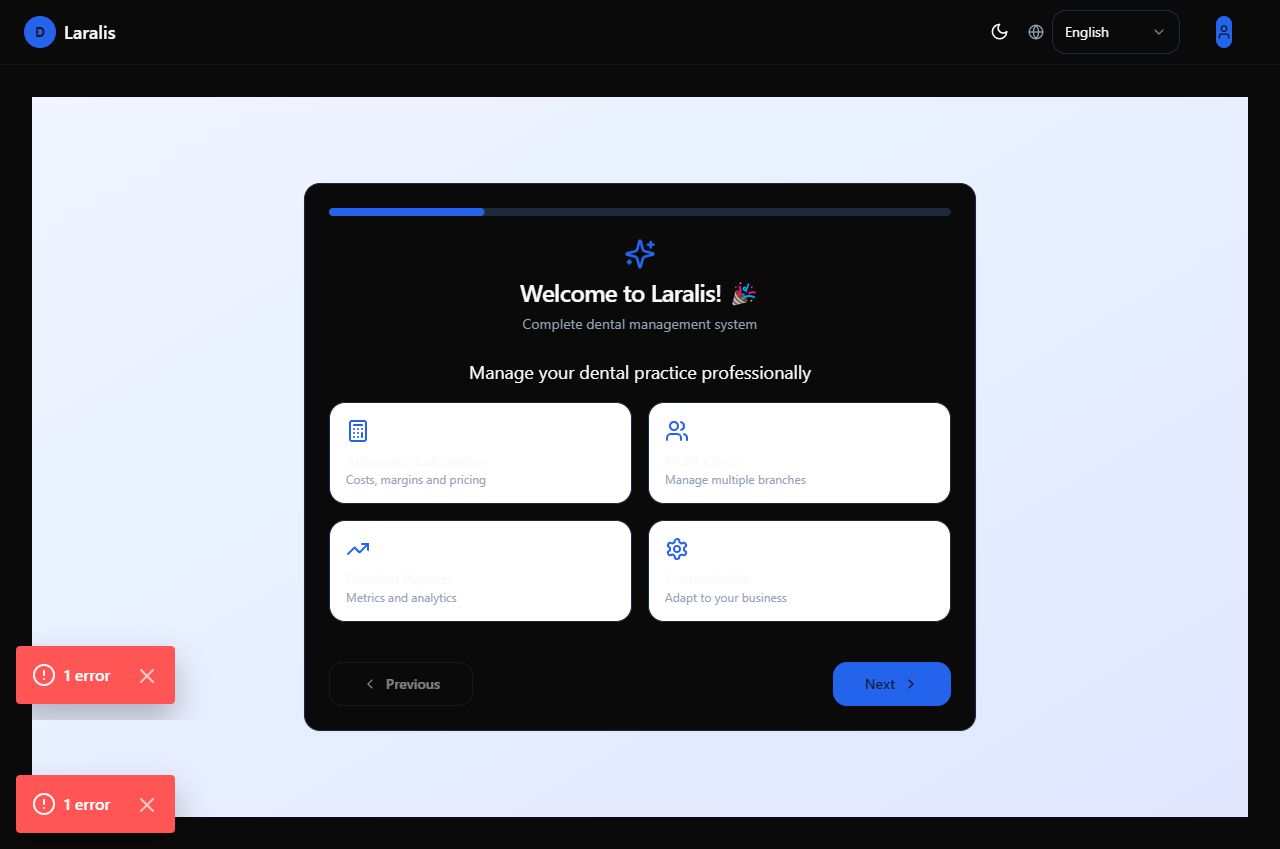 D Laralis
English
Welcome to Laralis! 🎉
Complete dental management system
Manage your dental practice professionally
Automatic Calculation
Costs, margins and pricing
Multi-Clinic
Manage multiple branches
Detailed Reports
Metrics and analytics
Customizable
Adapt to your business
Previous
Next
1 error
1 error